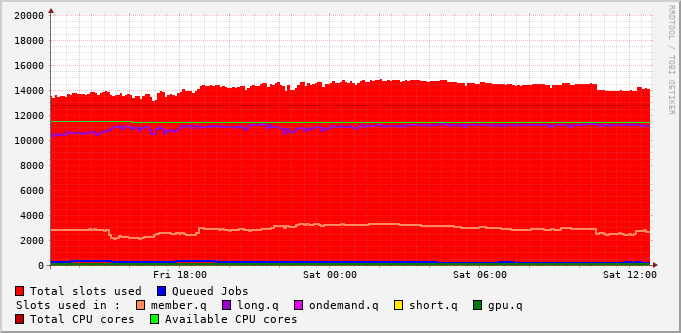 RRDTOOL / TOBI OETIKER
20000
18000
16000
14000
12000
10000
8000
6000
4000
2000
0
Fri 18:00 Sat 00:00 Sat 06:00 Sat 12:00
Total slots used Queued Jobs
Slots used in : member.q long.q ondemand.q short.q gpu.q
Total CPU cores Available CPU cores